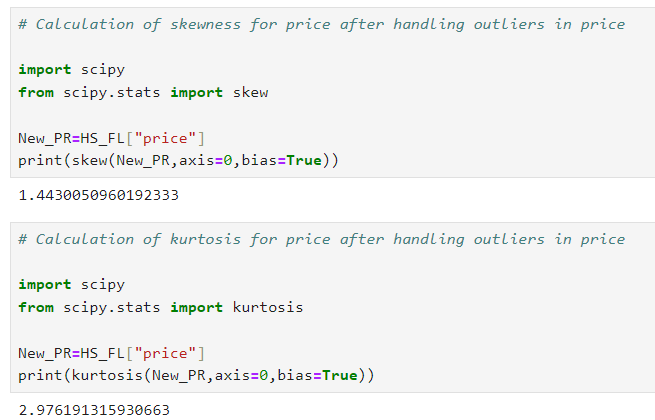 # Calculation of skewness for price after handling outliers in price
import scipy
from scipy.stats import skew
New_PR=HS_FL["price"]
print(skew(New_PR,axis=0,bias=True))
1.4430050960192333
# Calculation of kurtosis for price after handling outliers in price
import scipy
from scipy.stats import kurtosis
New_PR=HS_FL["price"]
print(kurtosis(New_PR,axis=0,bias=True))
2.976191315930663